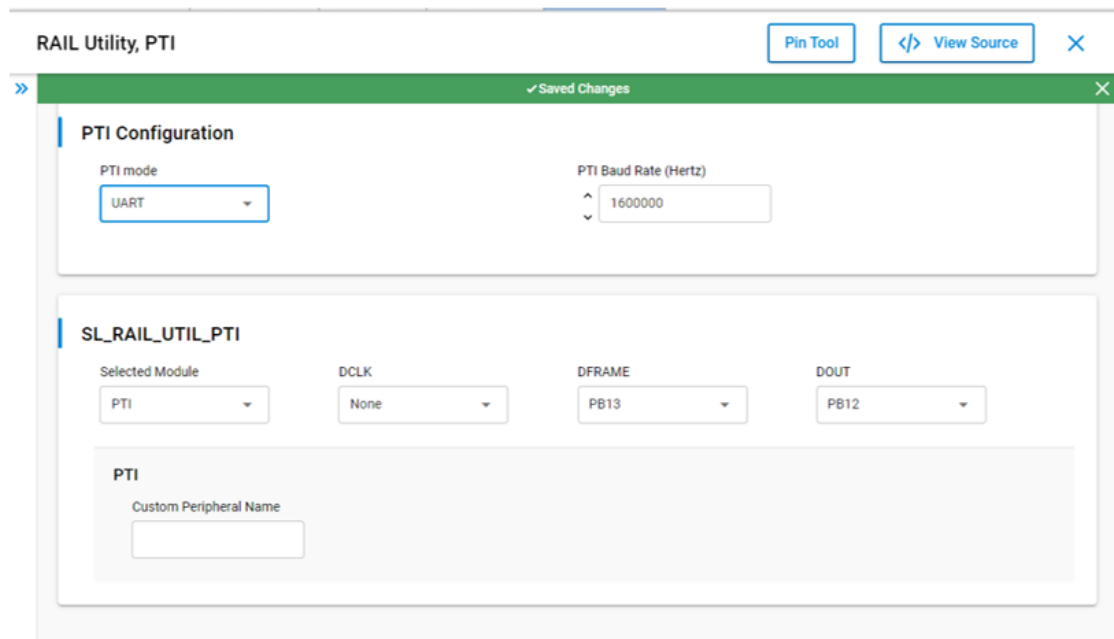 RAIL Utility, PTI
Pin Tool
</> View Source
✓Saved Changes
PTI Configuration
PTI mode
PTI Baud Rate (Hertz)
UART
1600000
SL_RAIL_UTIL_PTI
Selected Module
DCLK
DFRAME
DOUT
PTI
None
PB13
PB12
PTI
Custom Peripheral Name